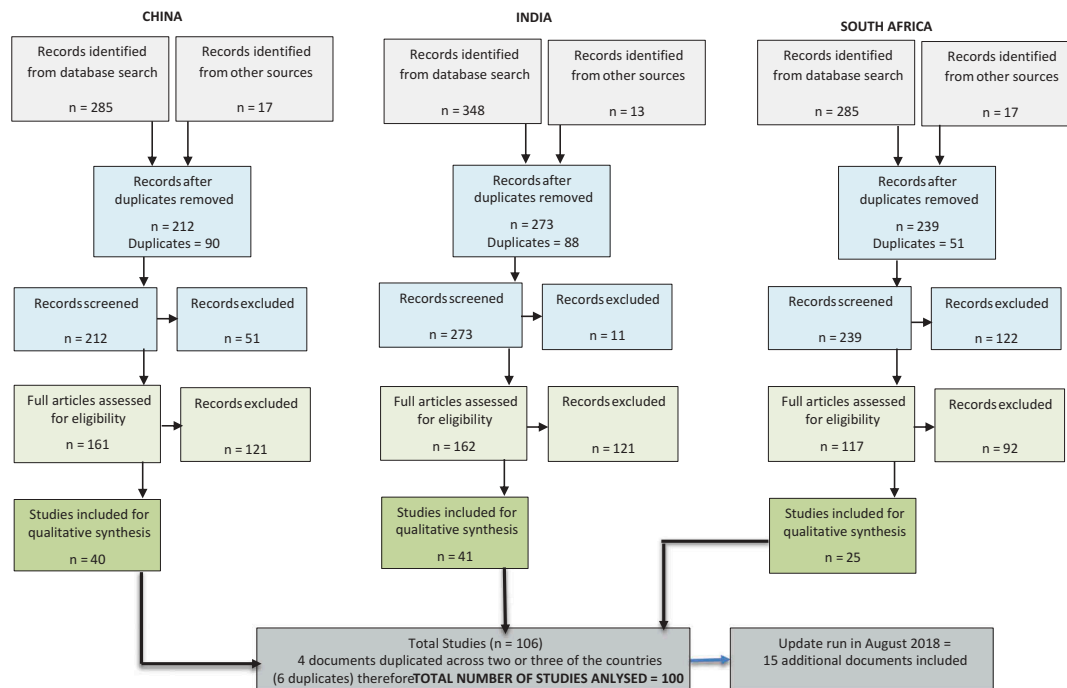 CHINA
Records identified
from database search
n = 285
Records identified
from other sources
n = 17
Records after
duplicates removed
n = 212
Duplicates = 90
Records screened
n = 212
Records excluded
n = 51
Full articles assessed
for eligibility
n = 161
Records excluded
n = 121
Studies included for
qualitative synthesis
n = 40
INDIA
Records identified
from database search
n = 348
Records identified
from other sources
n = 13
Records after
duplicates removed
n = 273
Duplicates = 88
Records screened
n = 273
Records excluded
n = 11
Full articles assessed
for eligibility
n = 162
Records excluded
n = 121
Studies included for
qualitative synthesis
n = 41
SOUTH AFRICA
Records identified
from database search
n = 285
Records identified
from other sources
n = 17
Records after
duplicates removed
n = 239
Duplicates = 51
Records screened
n = 239
Records excluded
n = 122
Full articles assessed
for eligibility
n = 117
Records excluded
n = 92
Studies included for
qualitative synthesis
n = 25
Total Studies (n = 106)
4 documents duplicated across two or three of the countries
(6 duplicates) therefore TOTAL NUMBER OF STUDIES ANLYSED = 100
Update run in August 2018 =
15 additional documents included